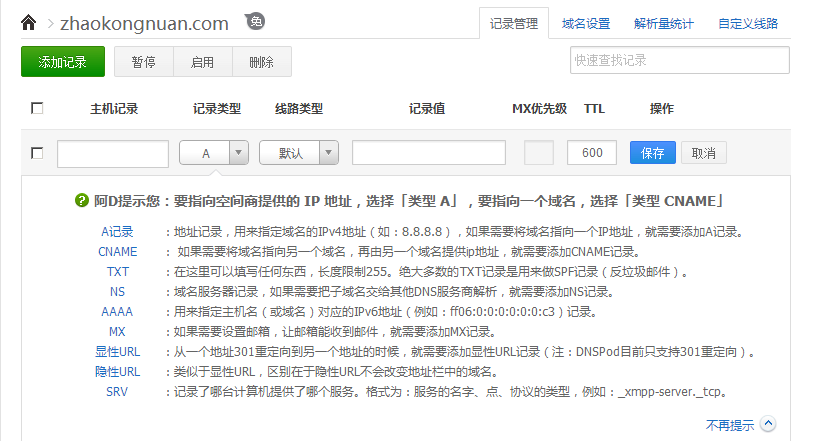 zhaokongnuan.com 免 记录管理 域名设置 解析量统计 自定义线路
添加记录 暂停 启用 删除 快速查找记录
主机记录 记录类型 线路类型 记录值 MX优先级 TTL 操作
A 默认 600 保存 取消
阿D提示您：要指向空间商提供的 IP 地址，选择「类型 A」，要指向一个域名，选择「类型 CNAME」
A记录 ：地址记录，用来指定域名的IPv4地址（如：8.8.8.8），如果需要将域名指向一个IP地址，就需要添加A记录。
CNAME ： 如果需要将域名指向另一个域名，再由另一个域名提供ip地址，就需要添加CNAME记录。
TXT ：在这里可以填写任何东西，长度限制255。绝大多数的TXT记录是用来做SPF记录（反垃圾邮件）。
NS ：域名服务器记录，如果需要把子域名交给其他DNS服务商解析，就需要添加NS记录。
AAAA ：用来指定主机名（或域名）对应的IPv6地址（例如：ff06:0:0:0:0:0:0:c3）记录。
MX ：如果需要设置邮箱，让邮箱能收到邮件，就需要添加MX记录。
显性URL ：从一个地址301重定向到另一个地址的时候，就需要添加显性URL记录（注：DNSPod目前只支持301重定向）。
隐性URL ：类似于显性URL，区别在于隐性URL不会改变地址栏中的域名。
SRV ：记录了哪台计算机提供了哪个服务。格式为：服务的名字、点、协议的类型，例如：_xmpp-server._tcp。
不再提示